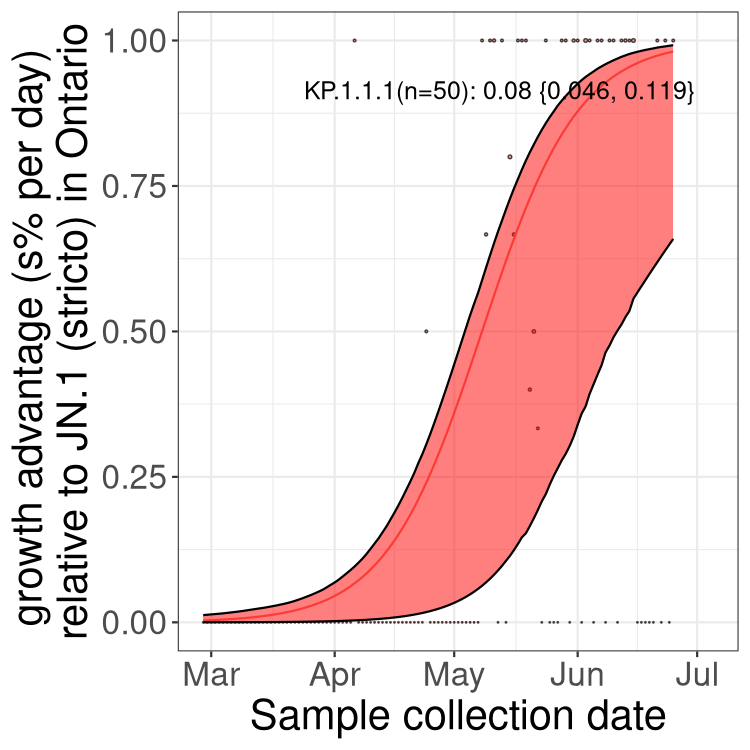 growth advantage (s% per day)
relative to JN.1 (stricto) in Ontario
1.00
0.75
0.50
0.25
0.00
KP.1.1.1(n=50): 0.08 {0.046, 0.119}
Mar Apr May Jun Jul
Sample collection date